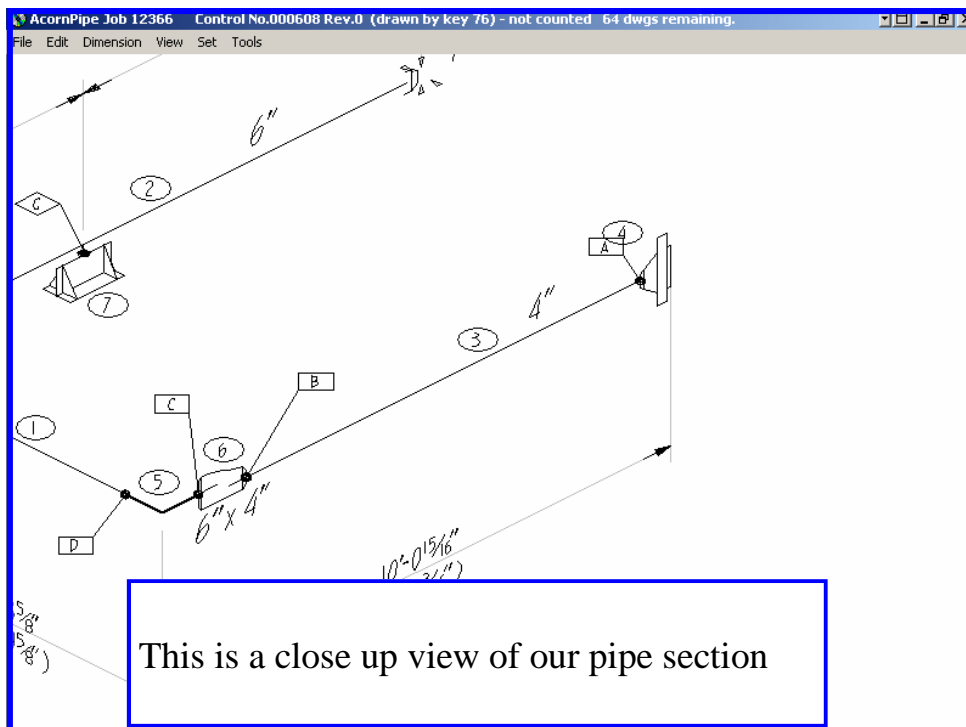 AcornPipe Job 12366 Control No.000608 Rev.0 (drawn by key 76) - not counted 64 dwgs remaining.
File Edit Dimension View Set Tools
6"
2
G
7
4
A
4"
3
B
C
1
6
5
6" x 4"
D
10'-0 15/16"
5/8"
This is a close up view of our pipe section